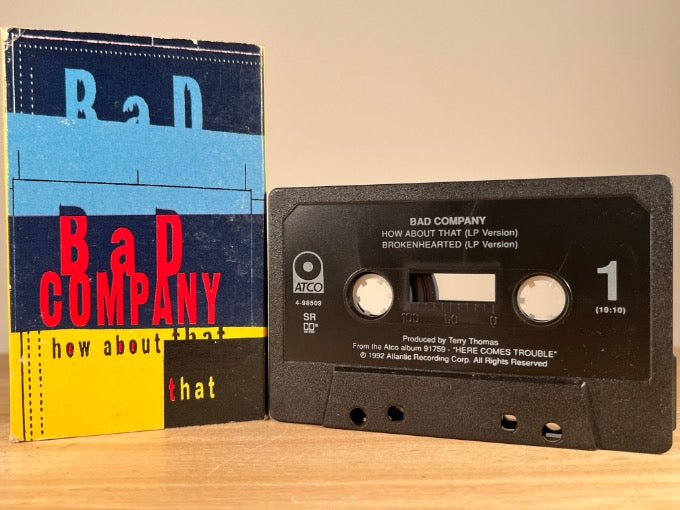 BaD
BaD
COMPANY
how about that
that
BAD COMPANY
HOW ABOUT THAT (LP Version)
BROKENHEARTED (LP Version)
ATCO
4-98509
SR
1
(10:10)
100 50 0
Produced by Terry Thomas
From the Atco album 91759 - "HERE COMES TROUBLE"
℗ 1992 Atlantic Recording Corp. All Rights Reserved